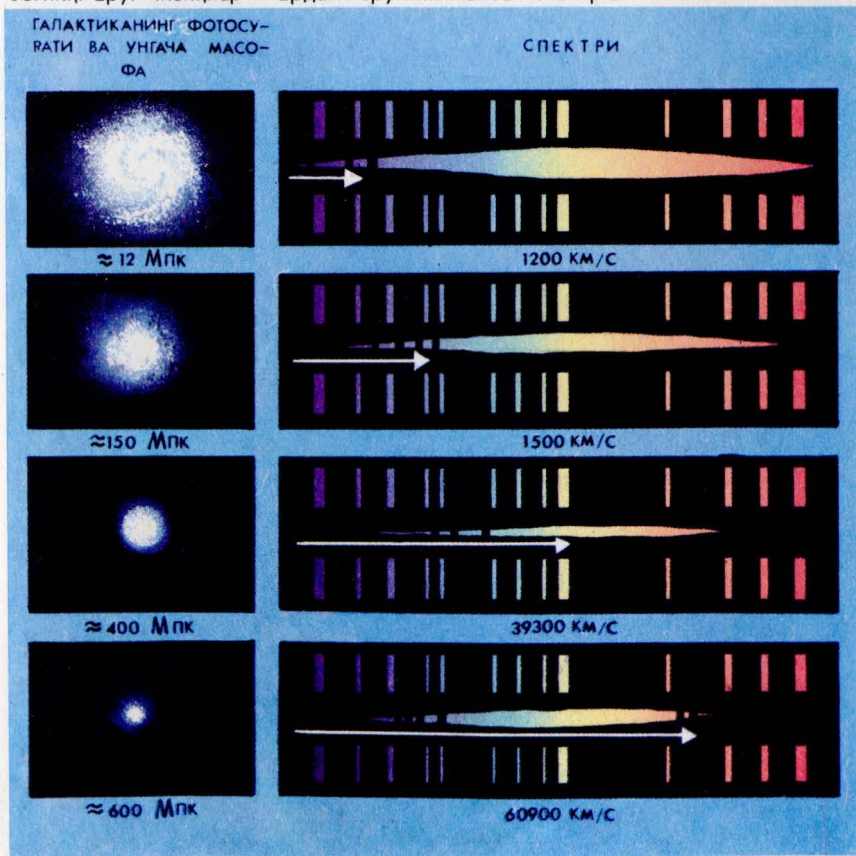 ГАЛАКТИКАНИНГ ФОТОСУ-
РАТИ ВА УНГАЧА МАСО-
ФА
СПЕКТРИ
≈ 12 Мпк
1200 КМ/С
≈150 Мпк
1500 КМ/С
≈ 400 Мпк
39300 КМ/С
≈ 600 Мпк
60900 КМ/С